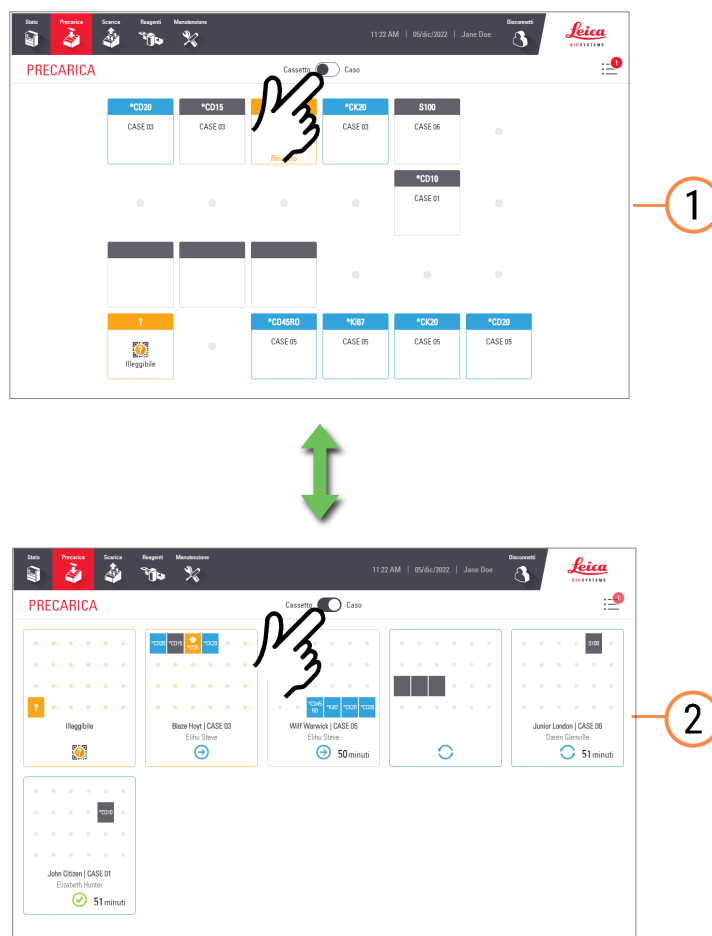 Stato Precarica Scarica Reagenti Manutenzione Disconnetti
11:22 AM | 05/dic/2022 | Jane Doe
Leica
BIOSYSTEMS
PRECARICA
Cassetto Caso
1
*CD20 *CD15 *CK20 S100
CASE 03 CASE 03 CASE 03 CASE 06
*CD10
CASE 01
1
? *CD45RO *Ki67 *CK20 *CD20
CASE 05 CASE 05 CASE 05 CASE 05
?
Illeggibile
Stato Precarica Scarica Reagenti Manutenzione Disconnetti
11:22 AM | 05/dic/2022 | Jane Doe
Leica
BIOSYSTEMS
PRECARICA
Cassetto Caso
1
*CD20 *CD15 *CK20
S100
?
*CD45 RO *Ki67 *CK20 *CD20
Illeggibile
?
Blaze Hoyt | CASE 03
Elihu Steve
Wilf Warwick | CASE 05
Elihu Steve
50 minuti
Junior London | CASE 06
Daren Glenville
51 minuti
2
*CD10
John Citizen | CASE 01
Elizabeth Hunter
51 minuti